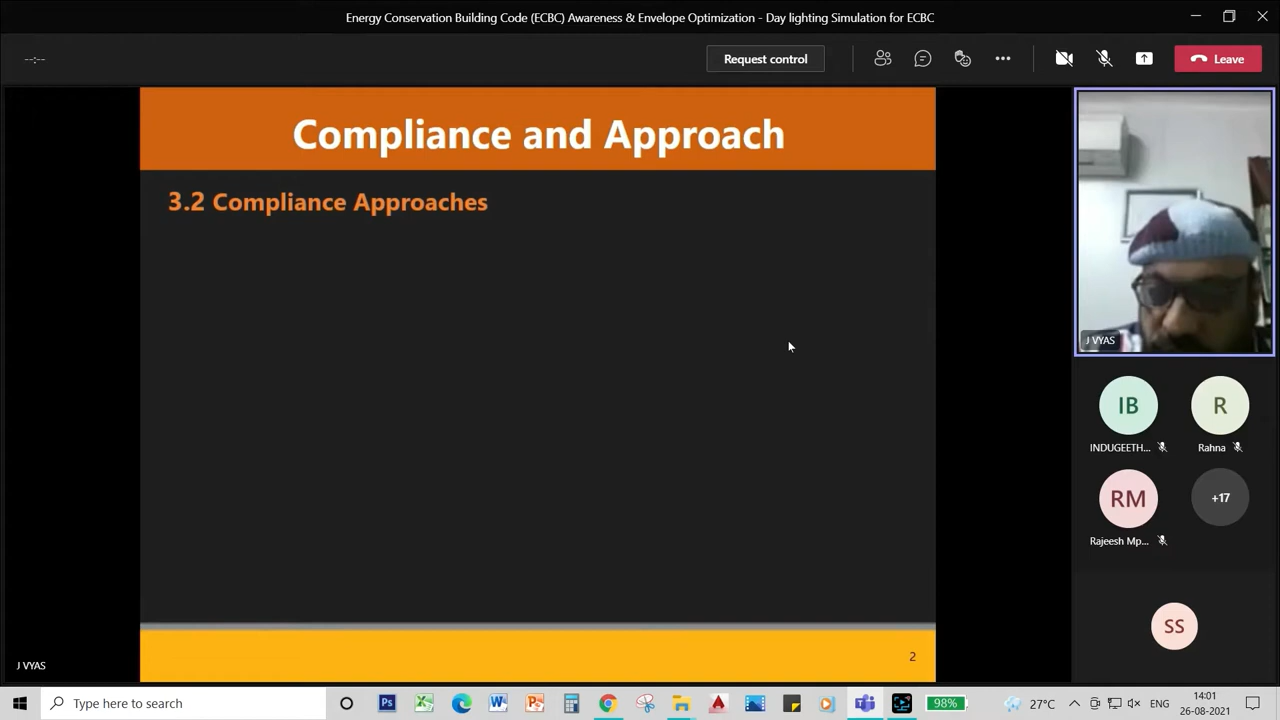 Energy Conservation Building Code (ECBC) Awareness & Envelope Optimization - Day lighting Simulation for ECBC
--:--
Request control
Leave
Compliance and Approach
3.2 Compliance Approaches
J VYAS
IB
R
INDUGEETH...
Rahna
RM
+17
Rajeesh Mp...
SS
J VYAS
2
Type here to search
98%
27°C
ENG
14:01
26-08-2021